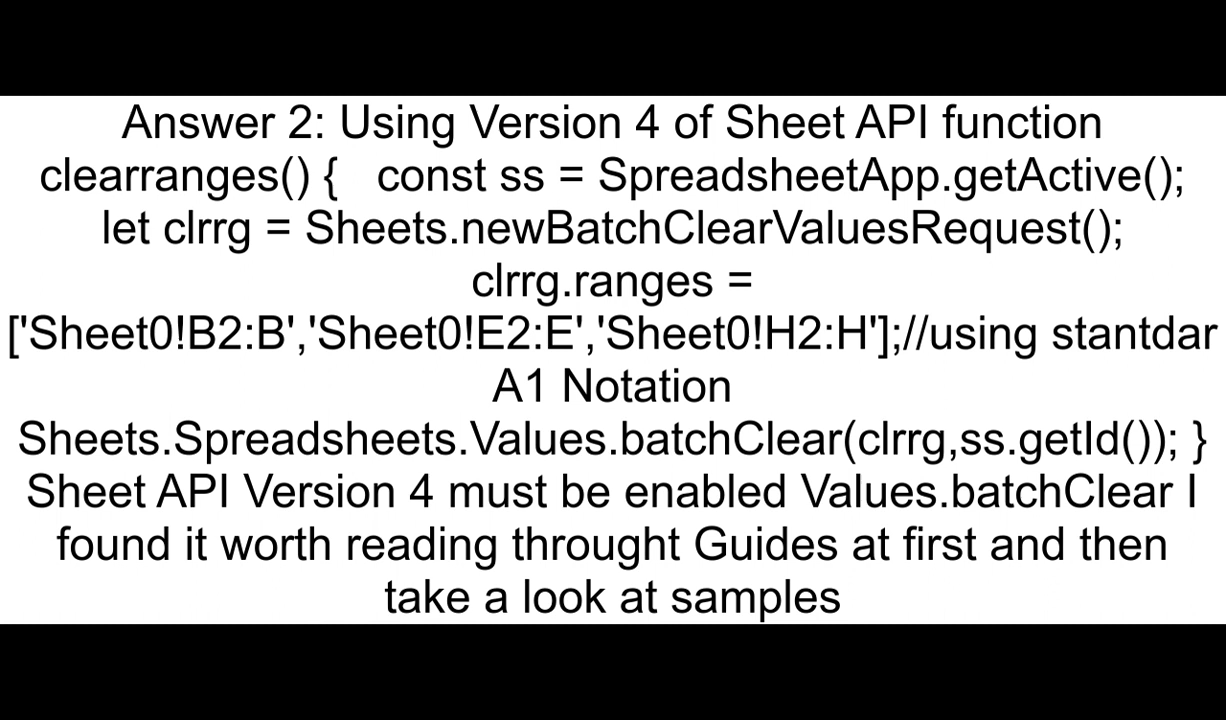 Answer 2: Using Version 4 of Sheet API function
clearranges() {   const ss = SpreadsheetApp.getActive();
let clrrg = Sheets.newBatchClearValuesRequest();
clrrg.ranges =
['Sheet0!B2:B','Sheet0!E2:E','Sheet0!H2:H'];//using stantdar
A1 Notation
Sheets.Spreadsheets.Values.batchClear(clrrg,ss.getId()); }
Sheet API Version 4 must be enabled Values.batchClear I
found it worth reading throught Guides at first and then
take a look at samples